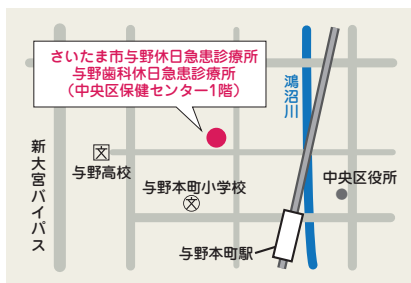 さいたま市与野休日急患診療所
与野歯科休日急患診療所
（中央区保健センター1階）
鴻沼川
新大宮バイパス
文
与野高校
与野本町小学校
文
中央区役所
与野本町駅